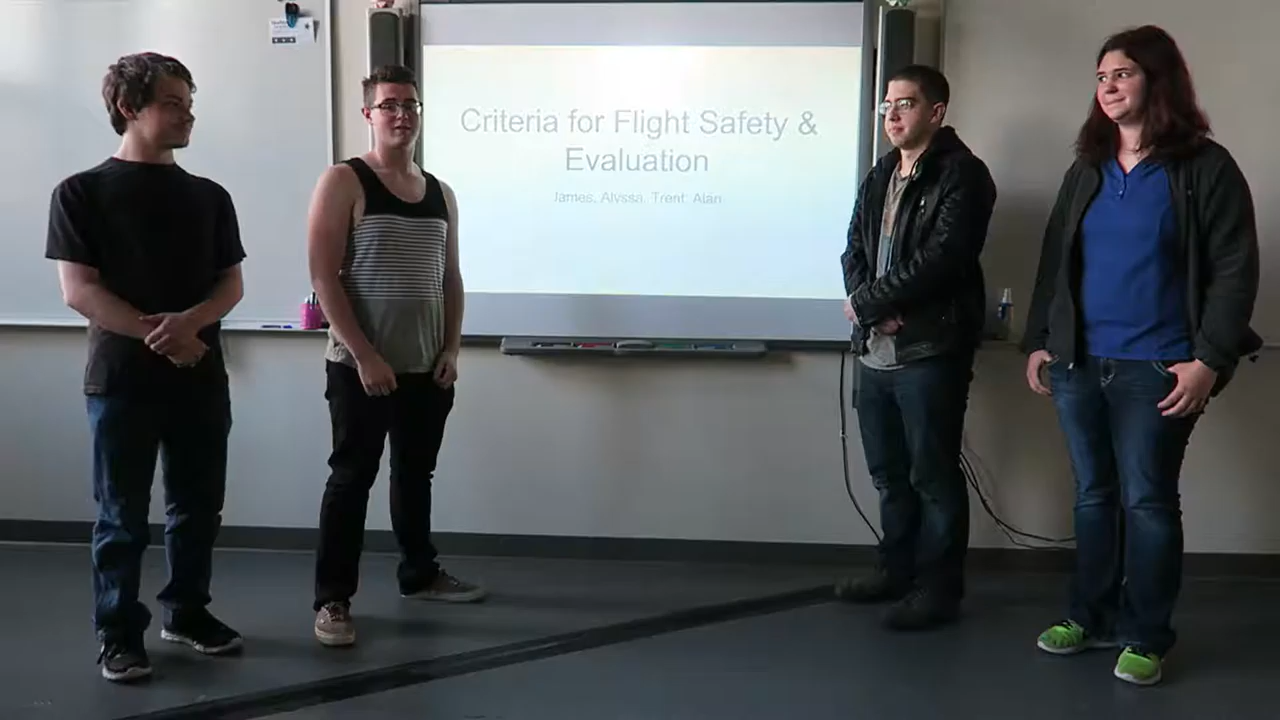 Criteria for Flight Safety &
Evaluation
James, Alyssa, Trent, Alan